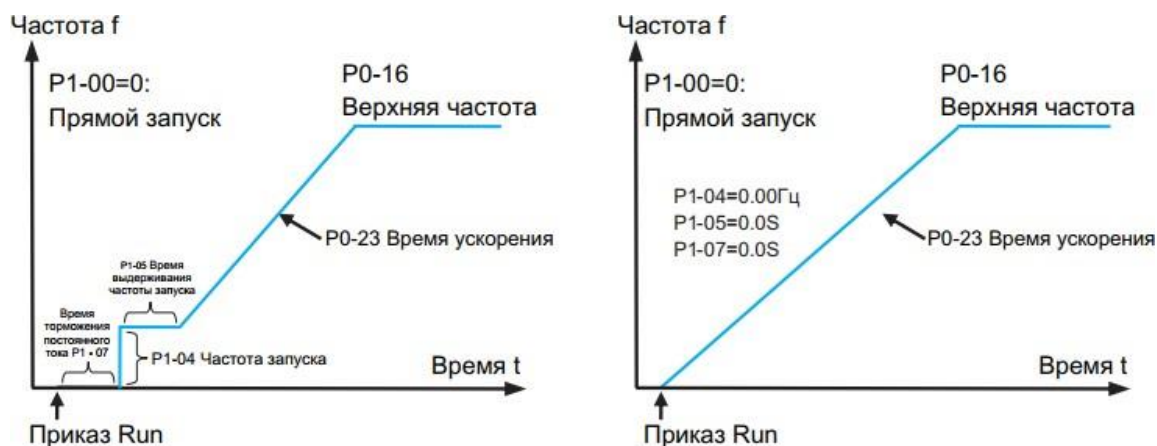 Частота f
P1-00=0:
Прямой запуск
P0-16
Верхняя частота
P0-23 Время ускорения
P1-05 Время
выдерживания
частоты запуска
Время
торможения
постоянного
тока P1 - 07
P1-04 Частота запуска
Время t
Приказ Run
Частота f
P1-00=0:
Прямой запуск
P0-16
Верхняя частота
P1-04=0.00Гц
P1-05=0.0S
P1-07=0.0S
P0-23 Время ускорения
Время t
Приказ Run